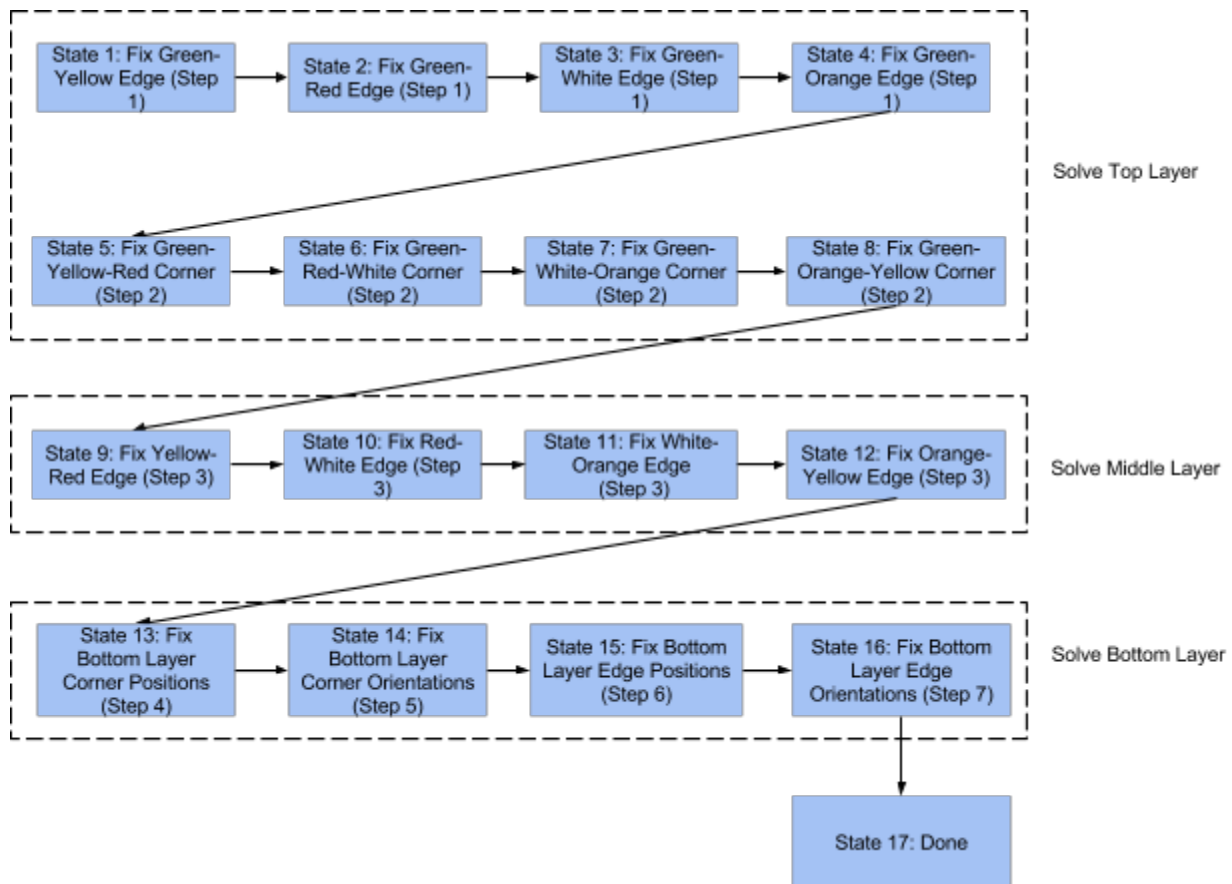 State 1: Fix Green-
Yellow Edge (Step
1)
State 2: Fix Green-
Red Edge (Step 1)
State 3: Fix Green-
White Edge (Step
1)
State 4: Fix Green-
Orange Edge (Step
1)
Solve Top Layer
State 5: Fix Green-
Yellow-Red Corner
(Step 2)
State 6: Fix Green-
Red-White Corner
(Step 2)
State 7: Fix Green-
White-Orange Corner
(Step 2)
State 8: Fix Green-
Orange-Yellow Corner
(Step 2)
State 9: Fix Yellow-
Red Edge (Step 3)
State 10: Fix Red-
White Edge (Step
3)
State 11: Fix White-
Orange Edge
(Step 3)
State 12: Fix Orange-
Yellow Edge (Step 3)
Solve Middle Layer
State 13: Fix
Bottom Layer
Corner Positions
(Step 4)
State 14: Fix
Bottom Layer
Corner Orientations
(Step 5)
State 15: Fix Bottom
Layer Edge Positions
(Step 6)
State 16: Fix Bottom
Layer Edge
Orientations (Step 7)
Solve Bottom Layer
State 17: Done